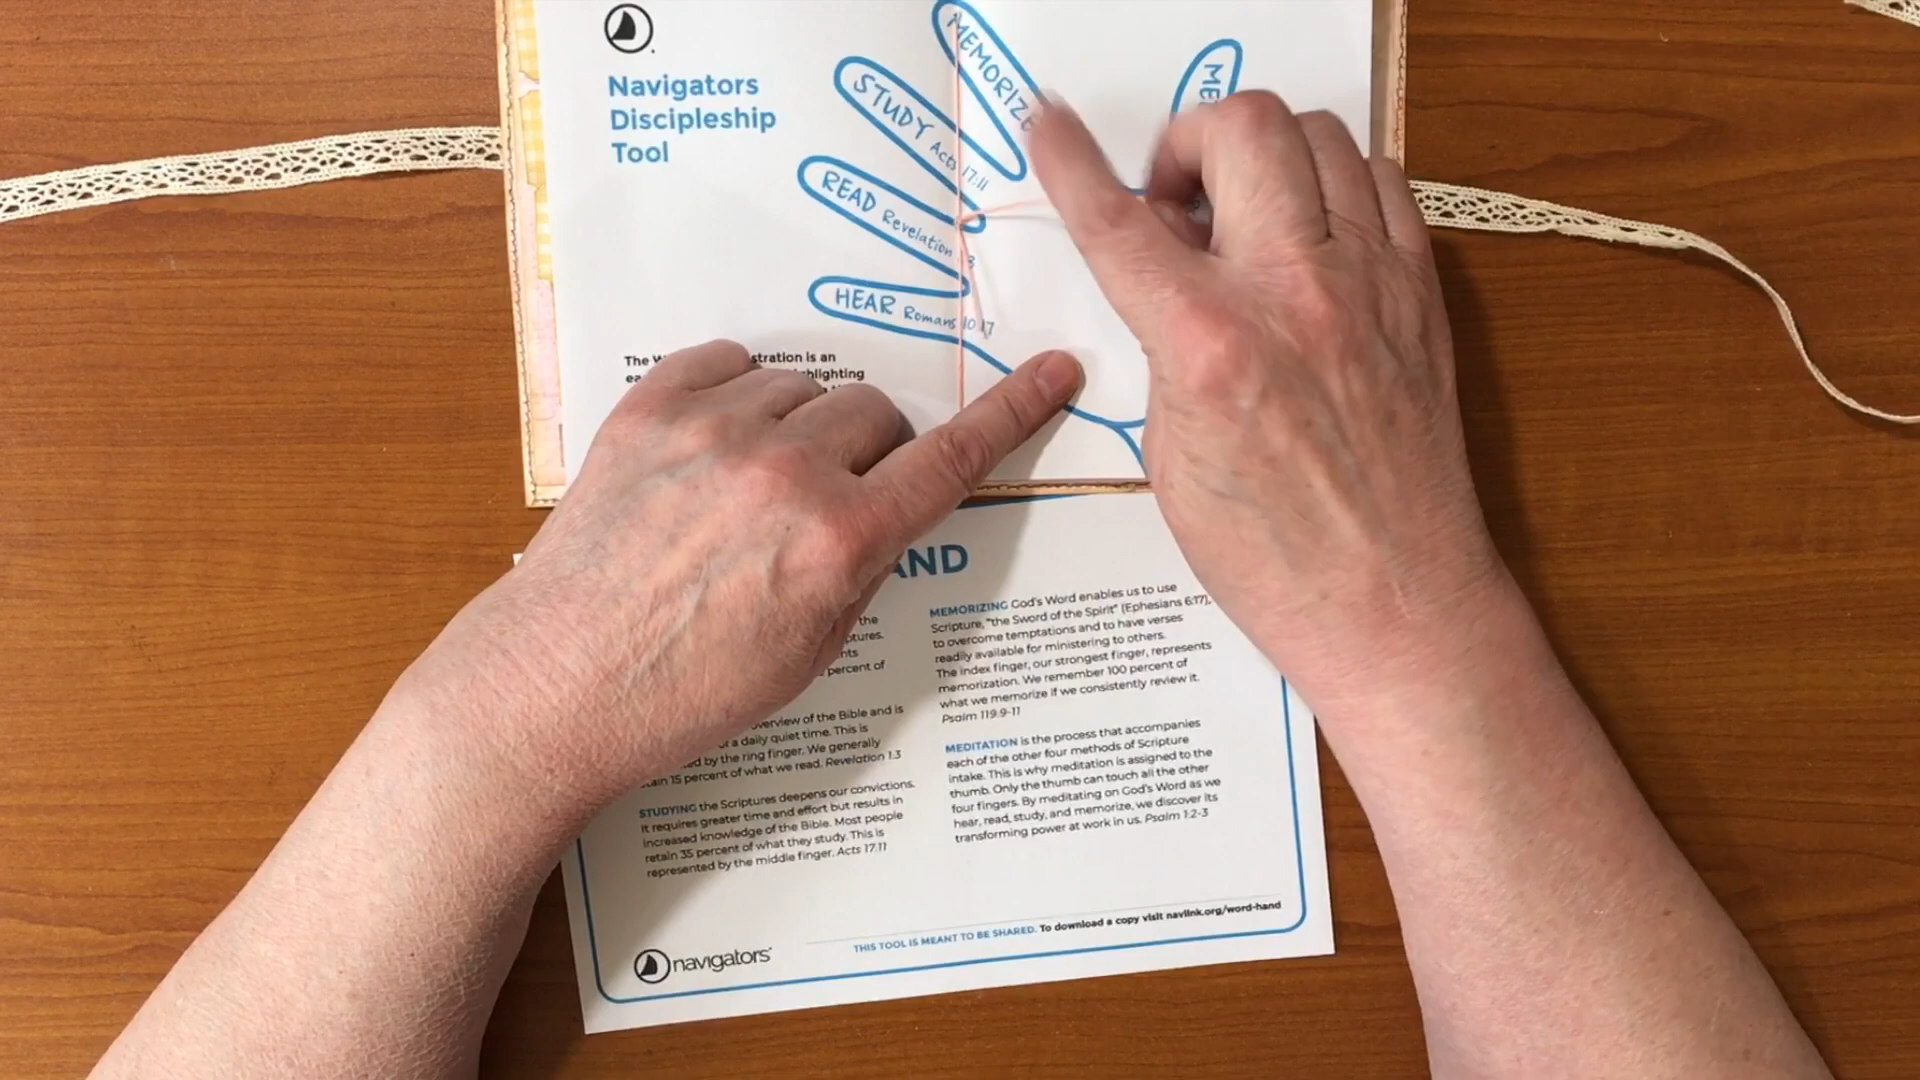 Navigators
Discipleship
Tool
MEMORIZE
STUDY Acts 17:11
READ Revelation
HEAR Romans 10:17
The stration is an
hlighting
AND
the
percent of
overview of the Bible and is
a daily quiet time. This is
by the ring finger. We generally
15 percent of what we read. Revelation 1:3
STUDYING the Scriptures deepens our convictions.
It requires greater time and effort but results in
increased knowledge of the Bible. Most people
retain 35 percent of what they study. This is
represented by the middle finger. Acts 17:11
MEMORIZING God's Word enables us to use
Scripture, "the Sword of the Spirit" (Ephesians 6:17),
to overcome temptations and to have verses
readily available for ministering to others.
The index finger, our strongest finger, represents
memorization. We remember 100 percent of
what we memorize if we consistently review it.
Psalm 119:9-11
MEDITATION is the process that accompanies
each of the other four methods of Scripture
intake. This is why meditation is assigned to the
thumb. Only the thumb can touch all the other
four fingers. By meditating on God's Word as we
hear, read, study, and memorize, we discover its
transforming power at work in us. Psalm 1:2-3
navigators
THIS TOOL IS MEANT TO BE SHARED. To download a copy visit navlink.org/word-hand